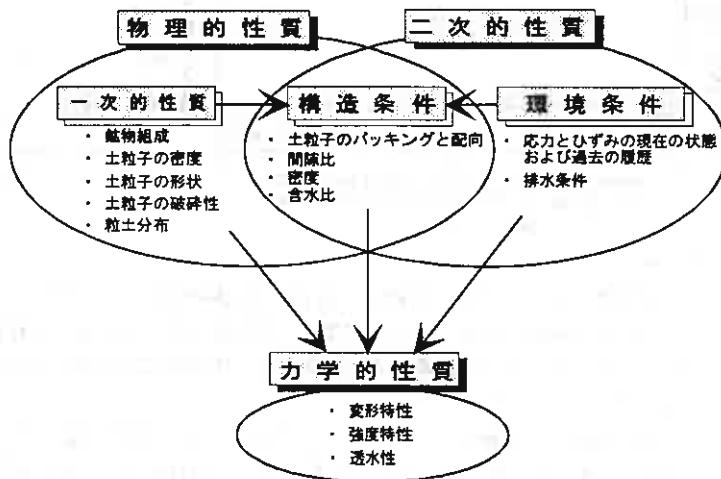 物理的性質
二次的性質
一次的性質
・ 鉱物組成
・ 土粒子の密度
・ 土粒子の形状
・ 土粒子の破砕性
・ 粒土分布
構造条件
・ 土粒子のパッキングと配向
・ 間隙比
・ 密度
・ 含水比
環境条件
・ 応力とひずみの現在の状態
および過去の履歴
・ 排水条件
力学的性質
・ 変形特性
・ 強度特性
・ 透水性